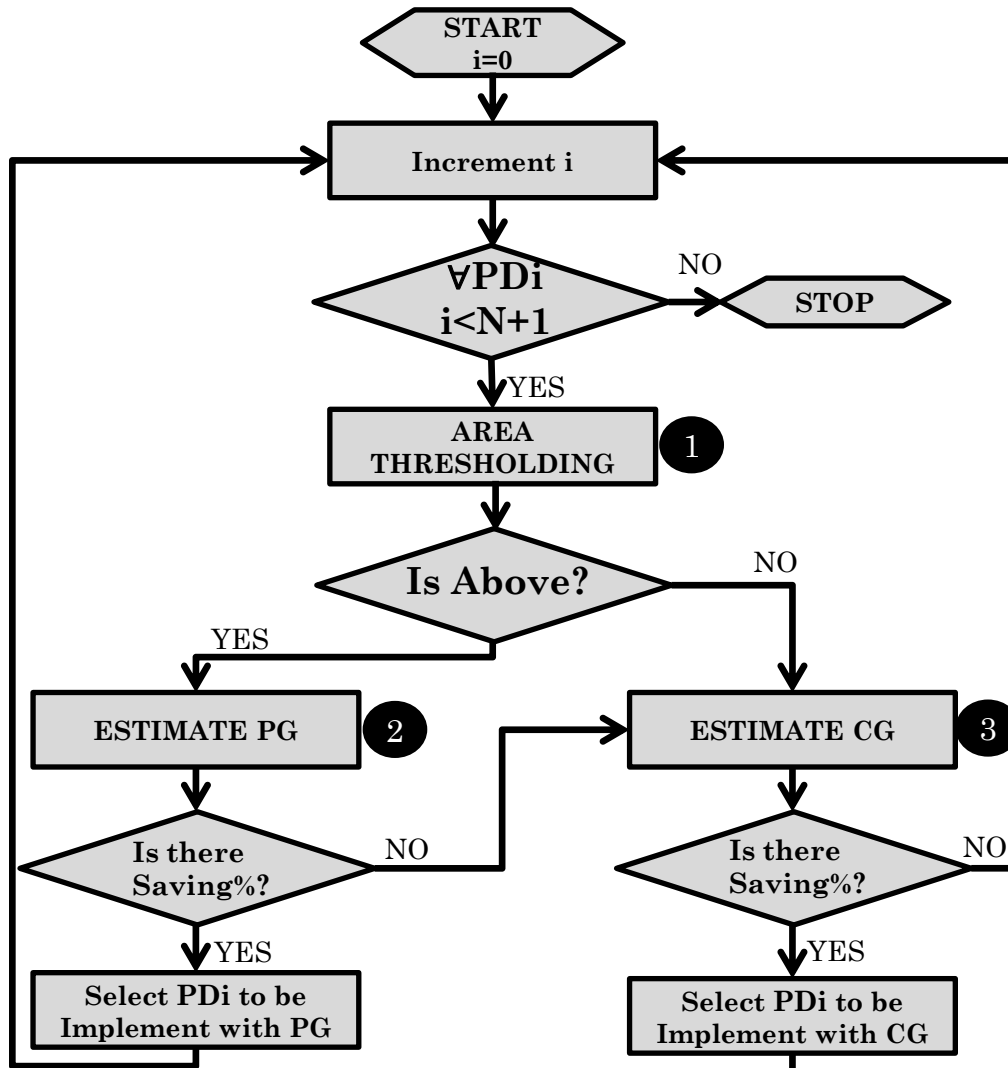 START
i=0
Increment i
∀PDi
i<N+1
NO
STOP
YES
AREA
THRESHOLDING
1
Is Above?
NO
YES
ESTIMATE PG
2
ESTIMATE CG
3
Is there
Saving%?
NO
Is there
Saving%?
NO
YES
YES
Select PDi to be
Implement with PG
Select PDi to be
Implement with CG